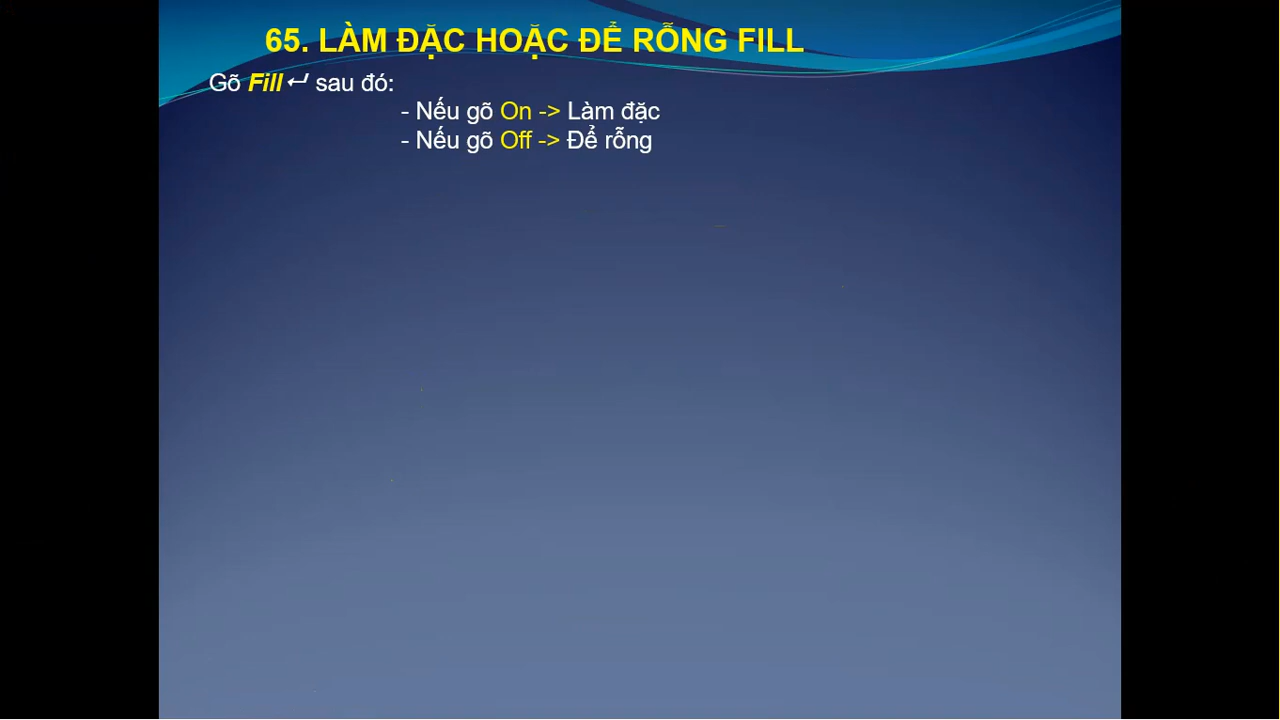 65. LÀM ĐẶC HOẶC ĐỂ RỖNG FILL
Gõ Fill↵ sau đó:
- Nếu gõ On -> Làm đặc
- Nếu gõ Off -> Để rỗng